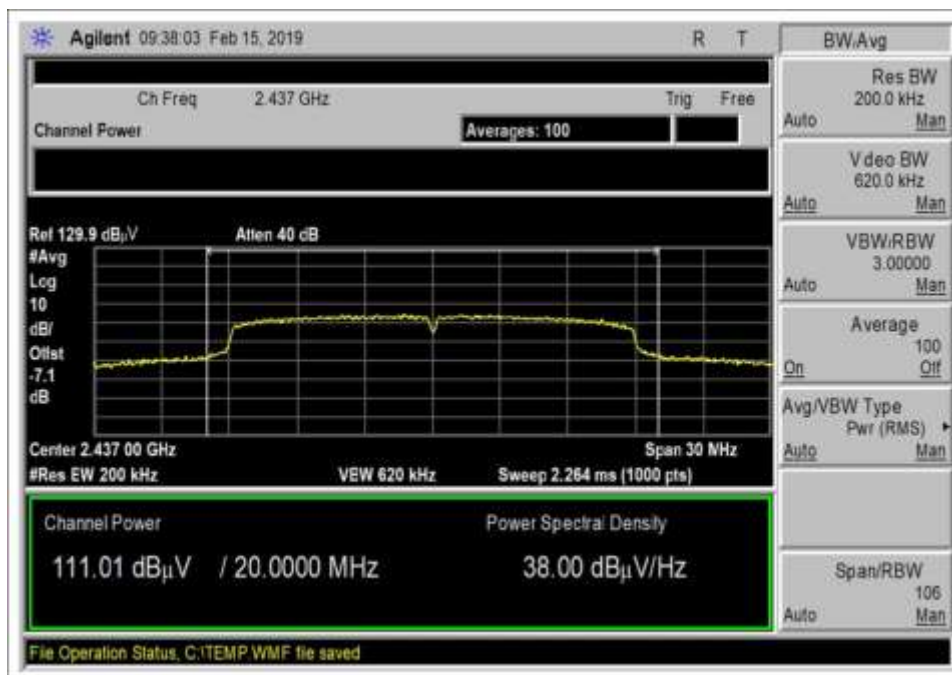 Agilent 09:38:03 Feb 15, 2019 R T
Ch Freq 2.437 GHz Trig Free
Channel Power Averages: 100
Ref 129.9 dBμV Atten 40 dB
#Avg
Log
10
dB/
Offst
-7.1
dB
Center 2.437 00 GHz Span 30 MHz
#Res BW 200 kHz VBW 620 kHz Sweep 2.264 ms (1000 pts)
Channel Power Power Spectral Density
111.01 dBμV / 20.0000 MHz 38.00 dBμV/Hz
File Operation Status, C:\TEMP.WMF file saved
BW/Avg
Res BW
200.0 kHz
Auto Man
Video BW
620.0 kHz
Auto Man
VBW/RBW
3.00000
Auto Man
Average
100
On Off
Avg/VBW Type
Pwr (RMS)
Auto Man
Span/RBW
106
Auto Man